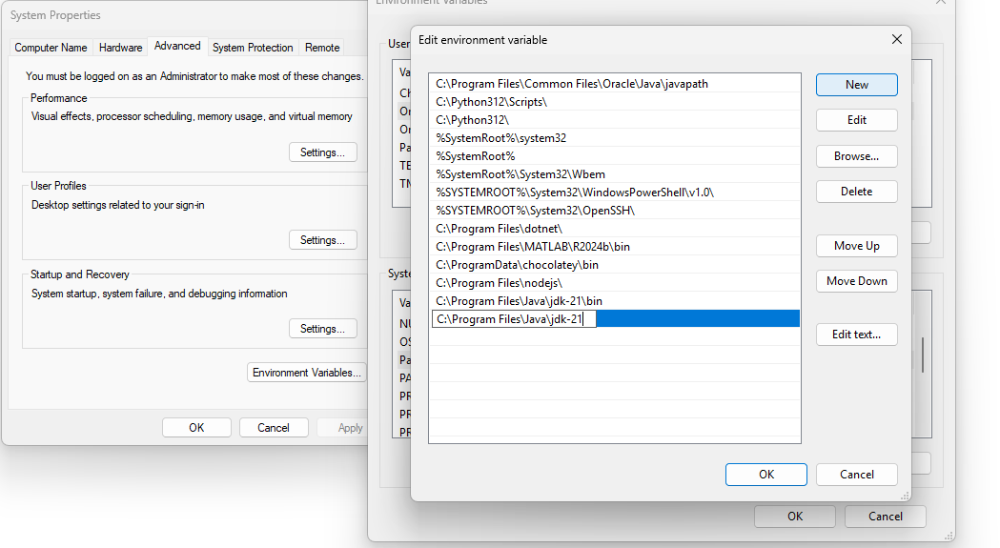 System Properties
Computer Name Hardware Advanced System Protection Remote
You must be logged on as an Administrator to make most of these changes.
Performance
Visual effects, processor scheduling, memory usage, and virtual memory
Settings...
User Profiles
Desktop settings related to your sign-in
Settings...
Startup and Recovery
System startup, system failure, and debugging information
Settings...
Environment Variables...
OK Cancel Apply
Environment Variables
User
Va
Ch
On
On
Pa
TE
Syste
Va
NU
OS
Pa
PA
PR
PR
PR
OK Cancel
Edit environment variable
C:\Program Files\Common Files\Oracle\Java\javapath
C:\Python312\Scripts\
C:\Python312\
%SystemRoot%\system32
%SystemRoot%
%SystemRoot%\System32\Wbem
%SYSTEMROOT%\System32\WindowsPowerShell\v1.0\
%SYSTEMROOT%\System32\OpenSSH\
C:\Program Files\dotnet\
C:\Program Files\MATLAB\R2024b\bin
C:\ProgramData\chocolatey\bin
C:\Program Files\nodejs\
C:\Program Files\Java\jdk-21\bin
C:\Program Files\Java\jdk-21
New
Edit
Browse...
Delete
Move Up
Move Down
Edit text...
OK Cancel